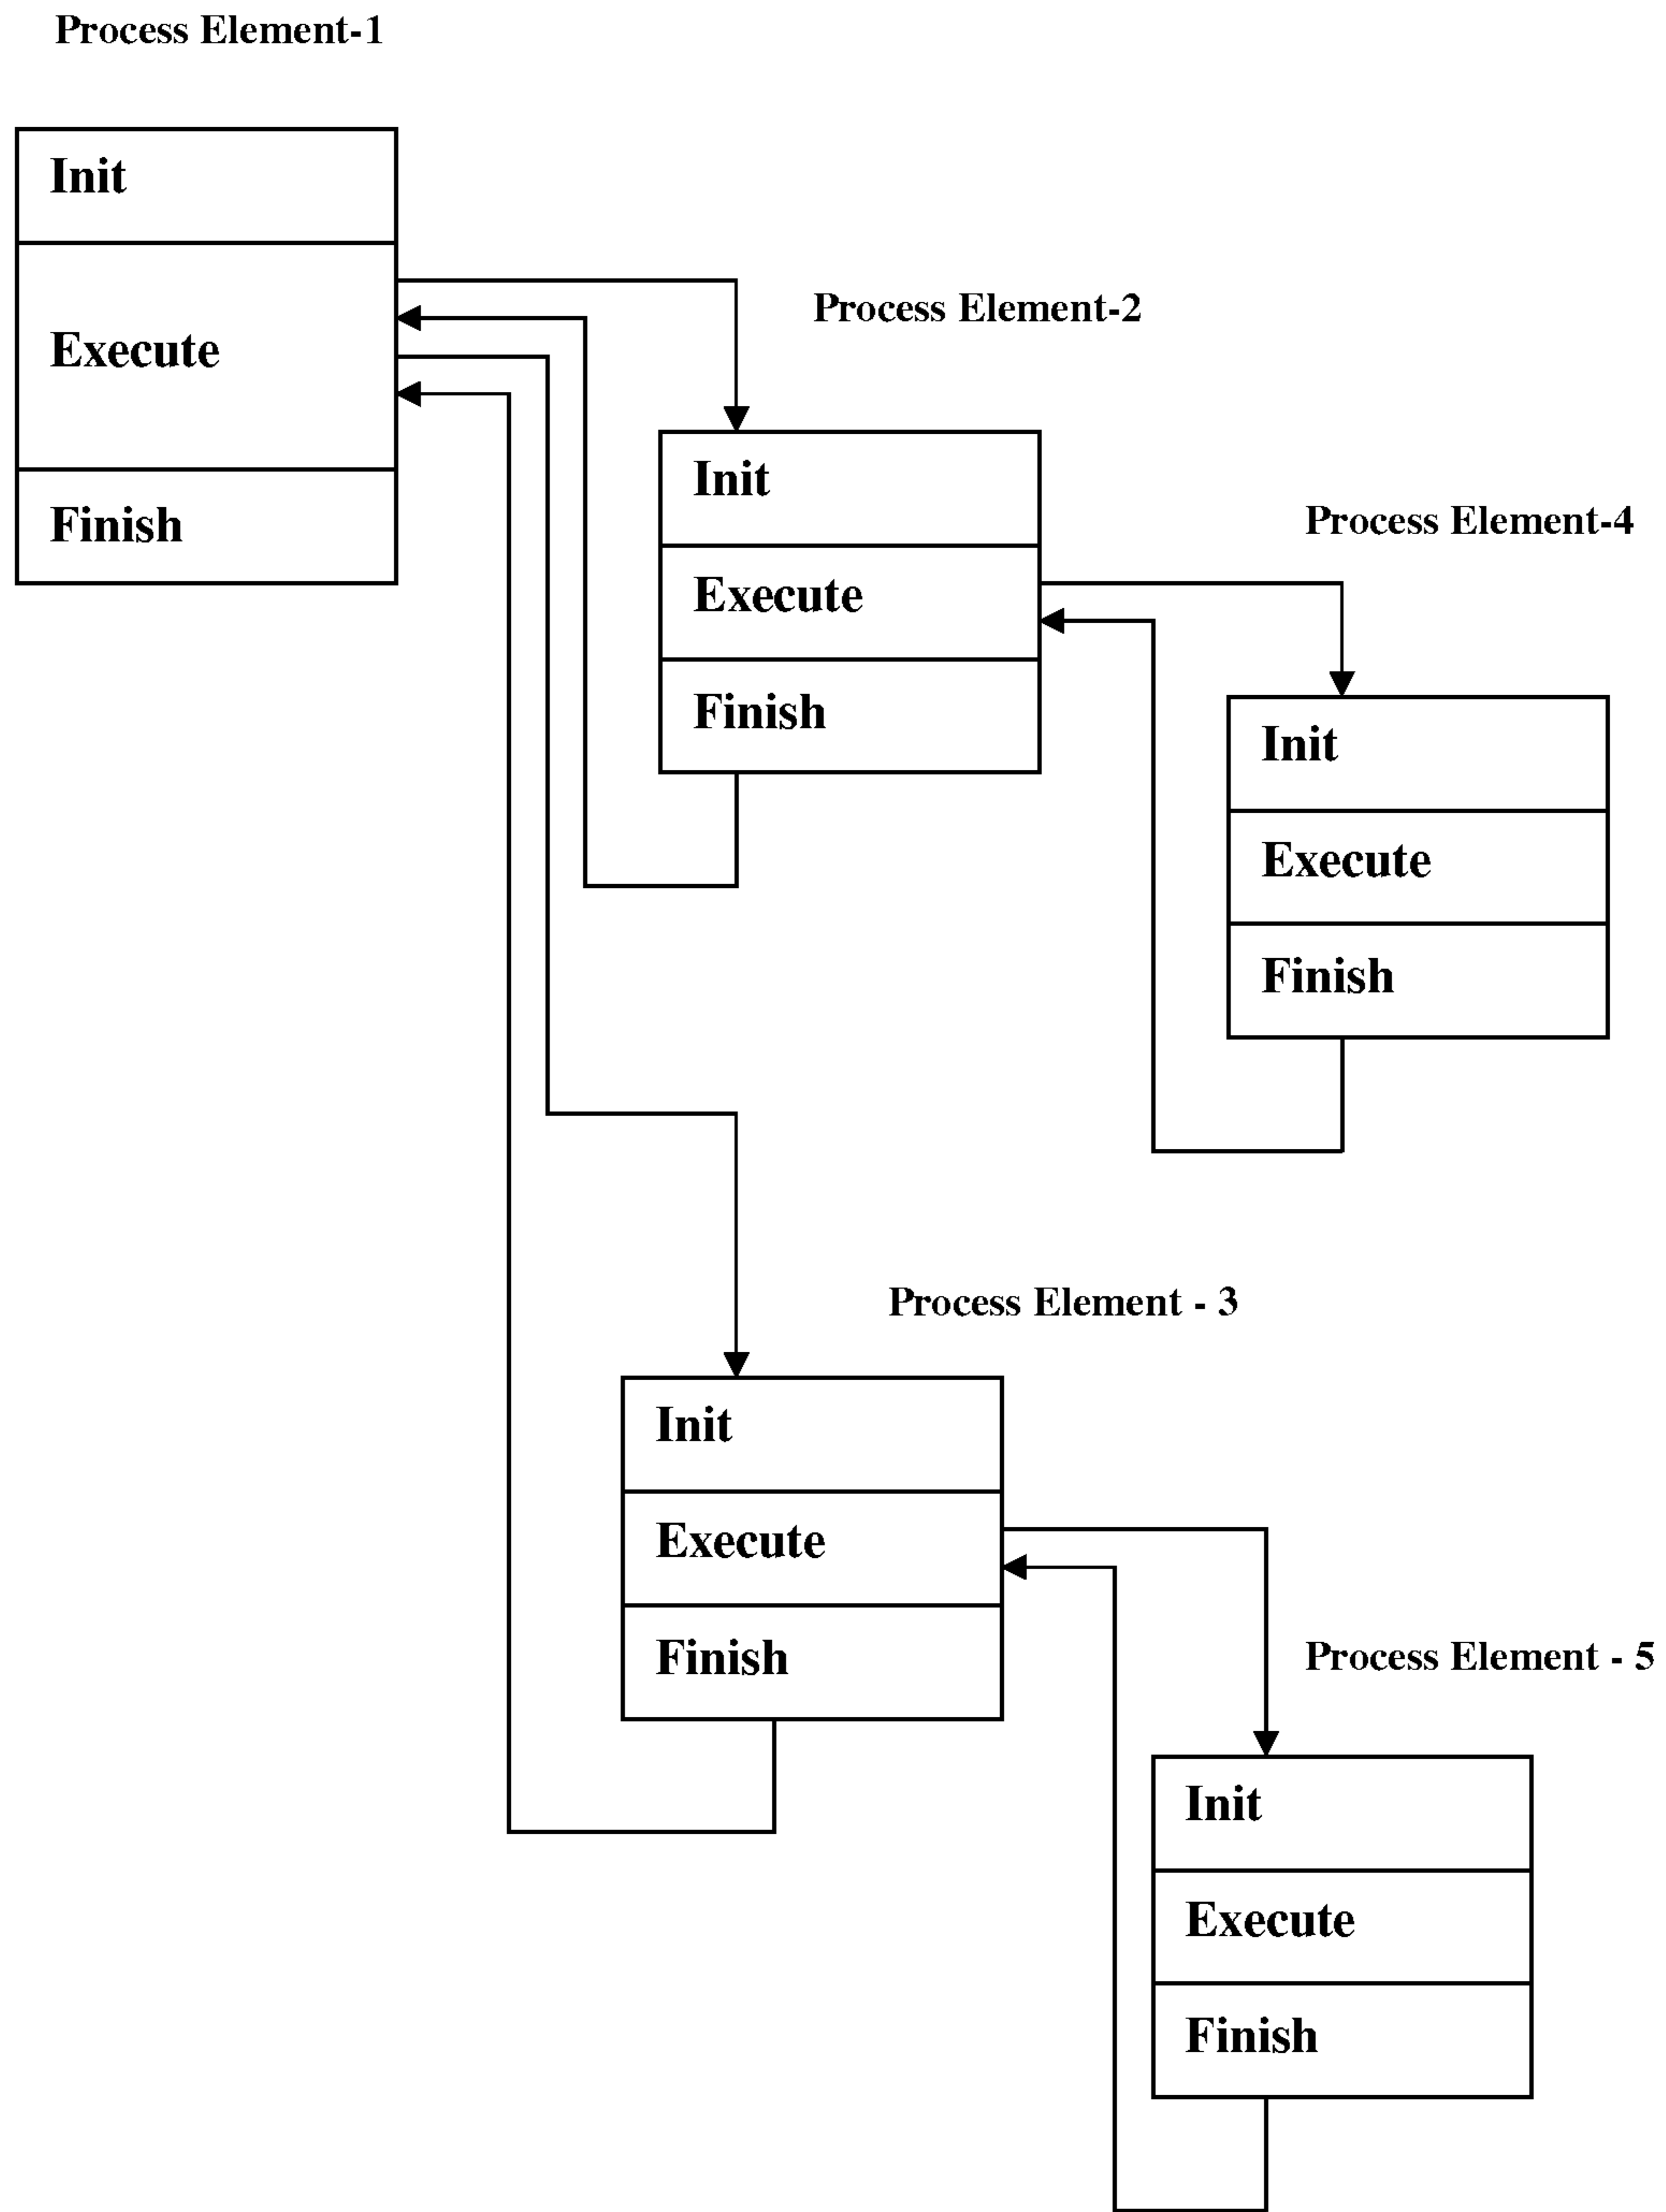 Process Element-1
Init
Execute
Finish
Process Element-2
Init
Execute
Finish
Process Element-4
Init
Execute
Finish
Process Element - 3
Init
Execute
Finish
Process Element - 5
Init
Execute
Finish